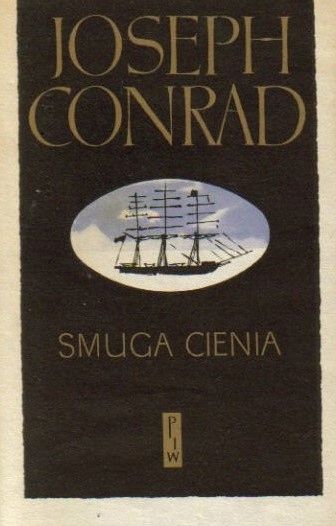 JOSEPH
CONRAD
SMUGA CIENIA
P
I
W